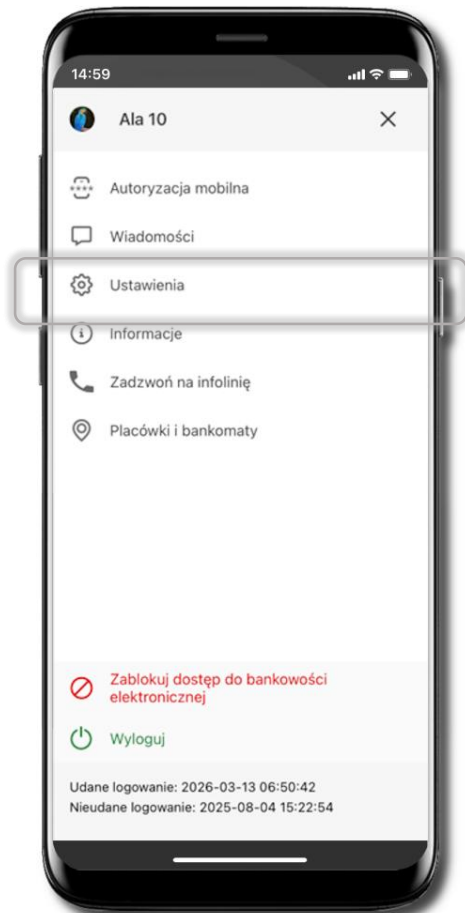 14:59
Ala 10
Autoryzacja mobilna
Wiadomości
Ustawienia
Informacje
Zadzwoń na infolinię
Placówki i bankomaty
Zablokuj dostęp do bankowości
elektronicznej
Wyloguj
Udane logowanie: 2026-03-13 06:50:42
Nieudane logowanie: 2025-08-04 15:22:54